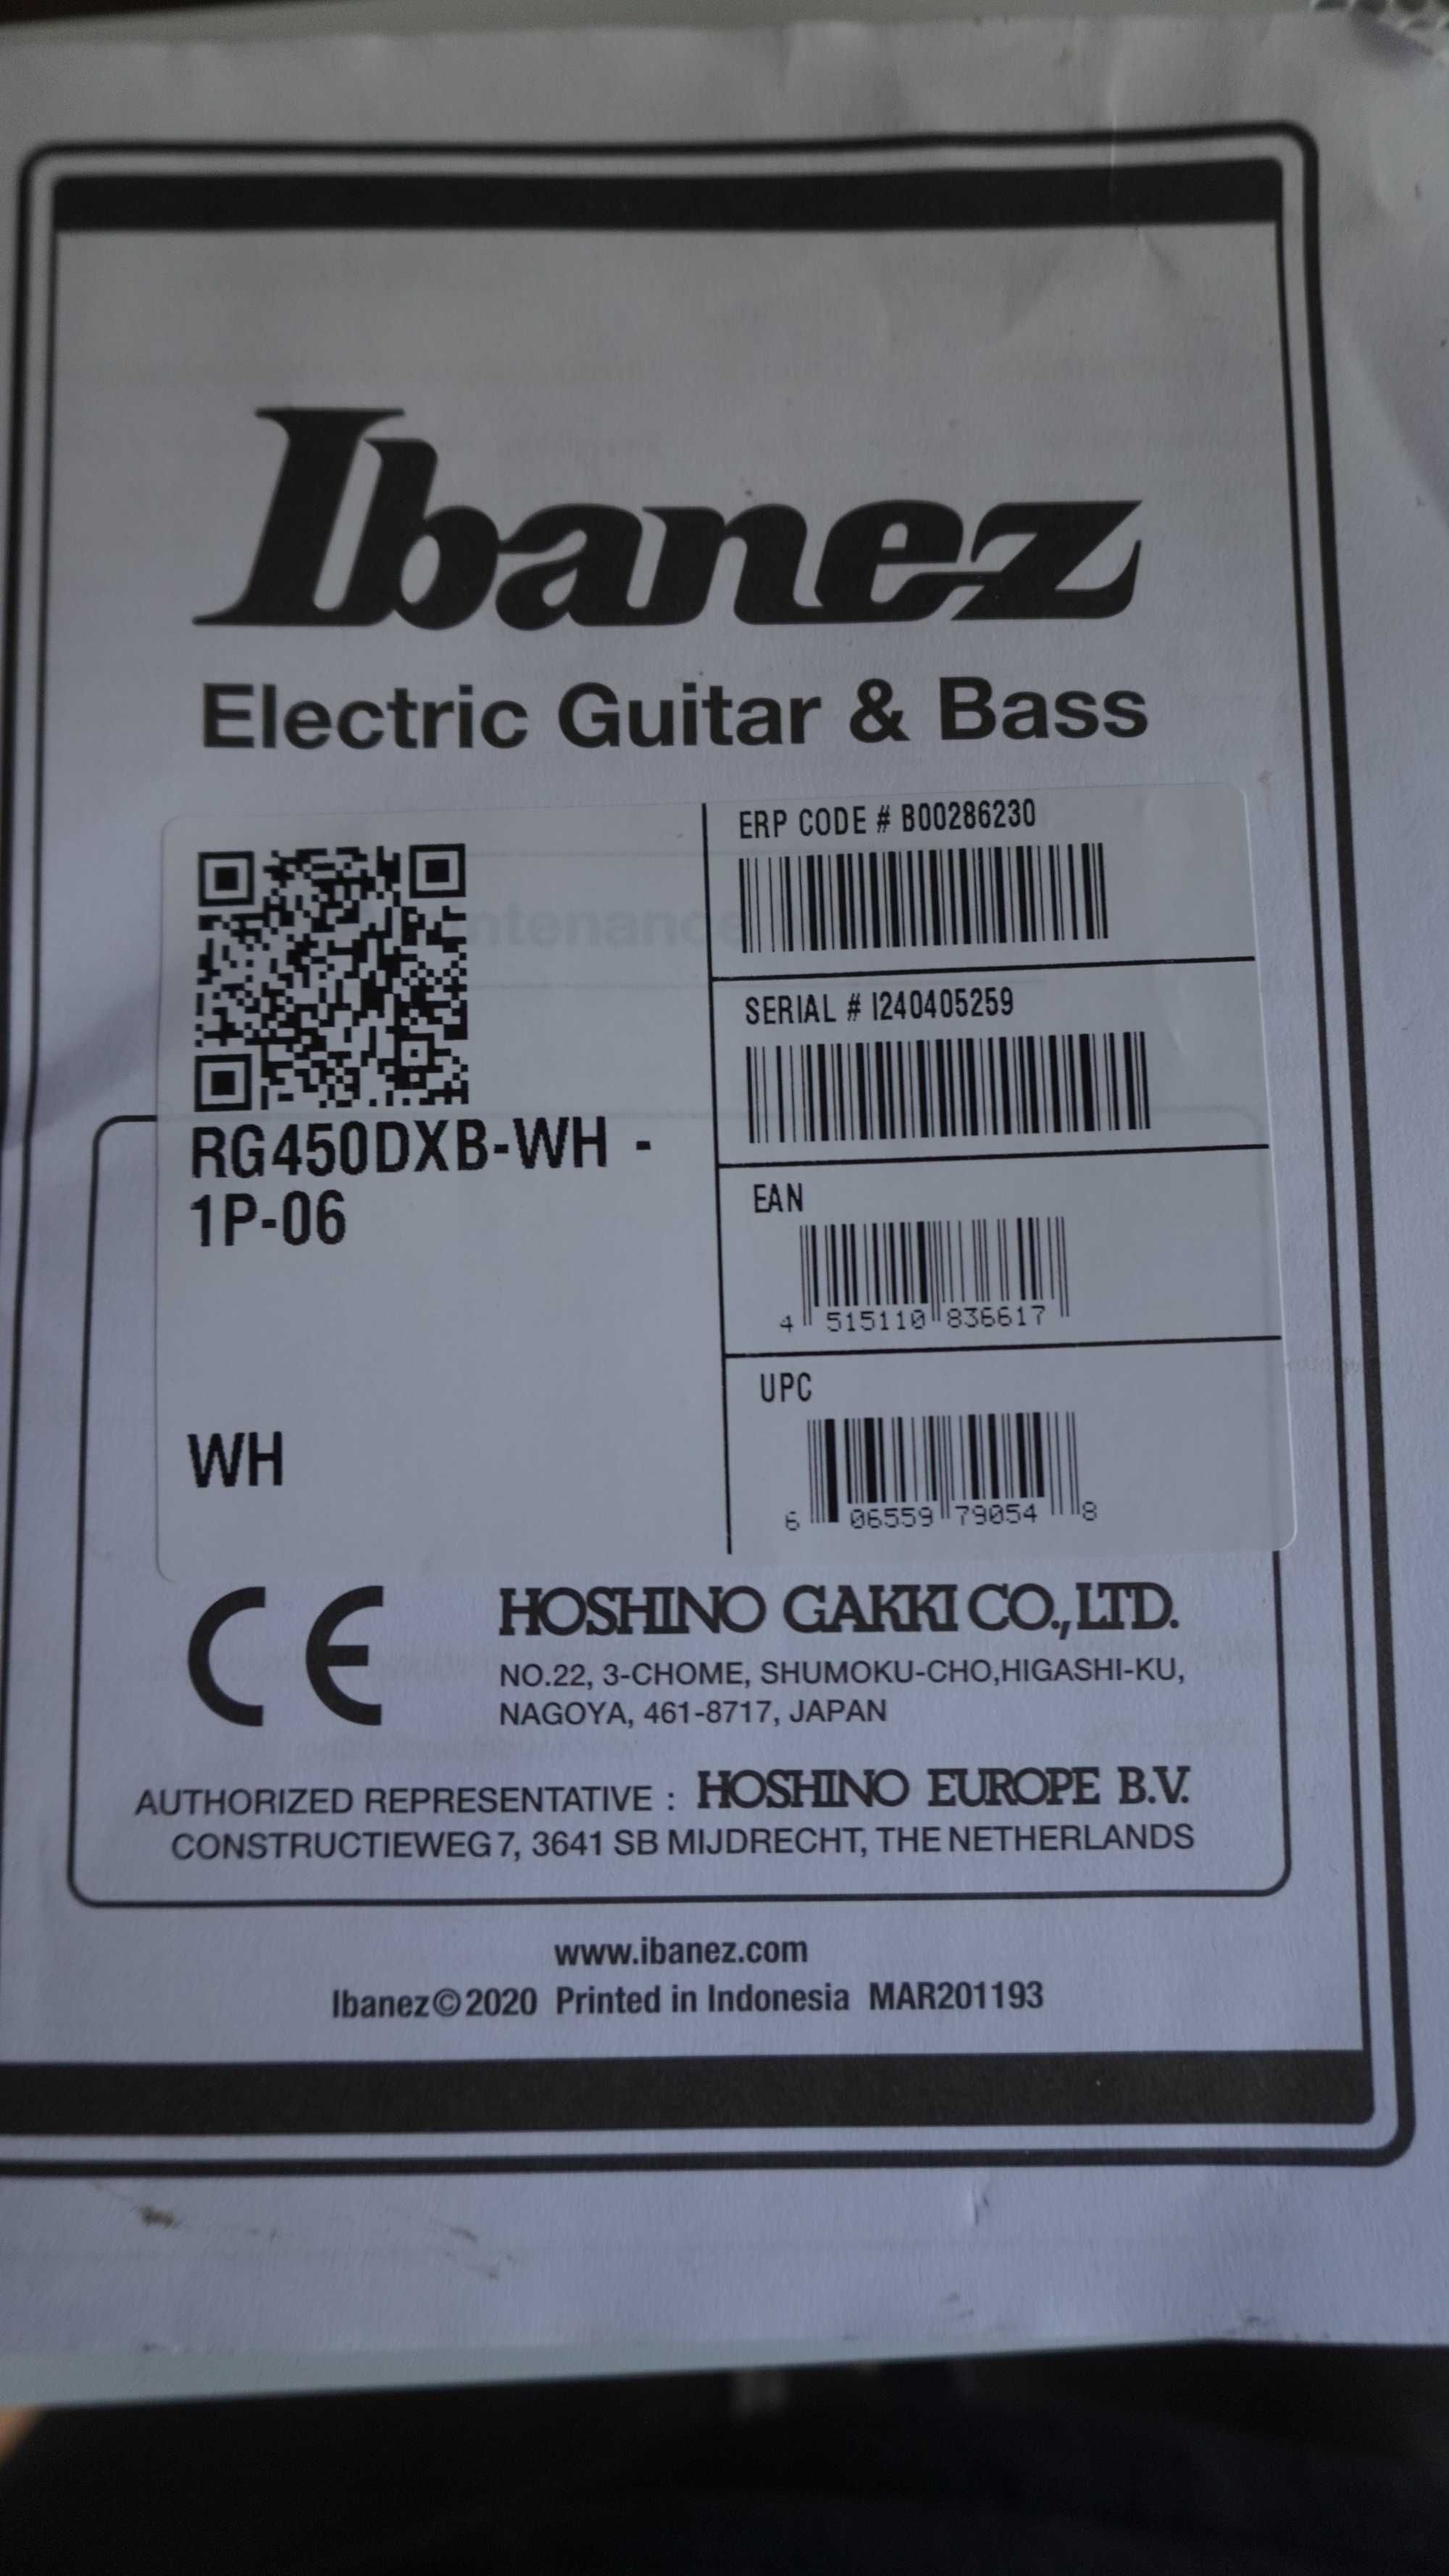 Ibanez
Electric Guitar & Bass
RG450DXB-WH -
1P-06
WH
ERP CODE # B00286230
SERIAL # I240405259
EAN
4 515110 836617
UPC
6 06559 79054 8
CE
HOSHINO GAKKI CO.,LTD.
NO.22, 3-CHOME, SHUMOKU-CHO,HIGASHI-KU,
NAGOYA, 461-8717, JAPAN
AUTHORIZED REPRESENTATIVE : HOSHINO EUROPE B.V.
CONSTRUCTIEWEG 7, 3641 SB MIJDRECHT, THE NETHERLANDS
www.ibanez.com
Ibanez©2020 Printed in Indonesia MAR201193